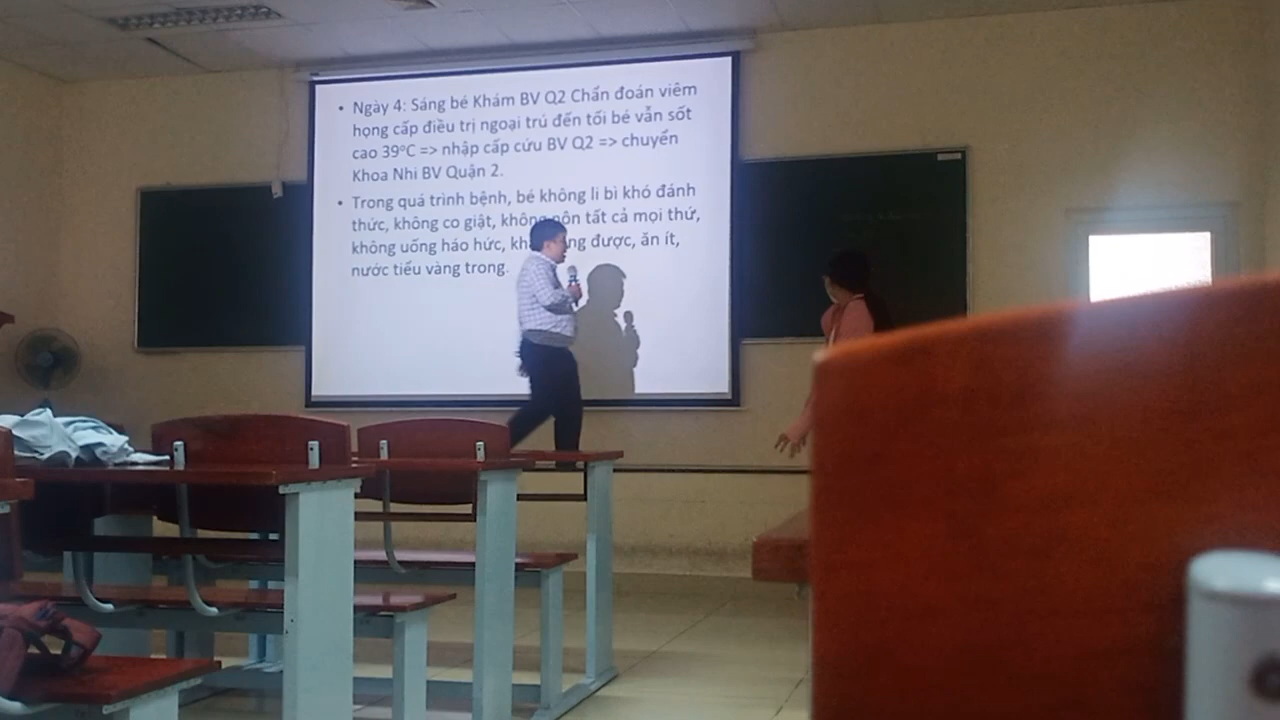 • Ngày 4: Sáng bé Khám BV Q2 Chẩn đoán viêm
họng cấp điều trị ngoại trú đến tối bé vẫn sốt
cao 39°C => nhập cấp cứu BV Q2 => chuyển
Khoa Nhi BV Quận 2.
• Trong quá trình bệnh, bé không li bì khó đánh
thức, không co giật, không nôn tất cả mọi thứ,
không uống háo hức, được, ăn ít,
nước tiểu vàng trong.